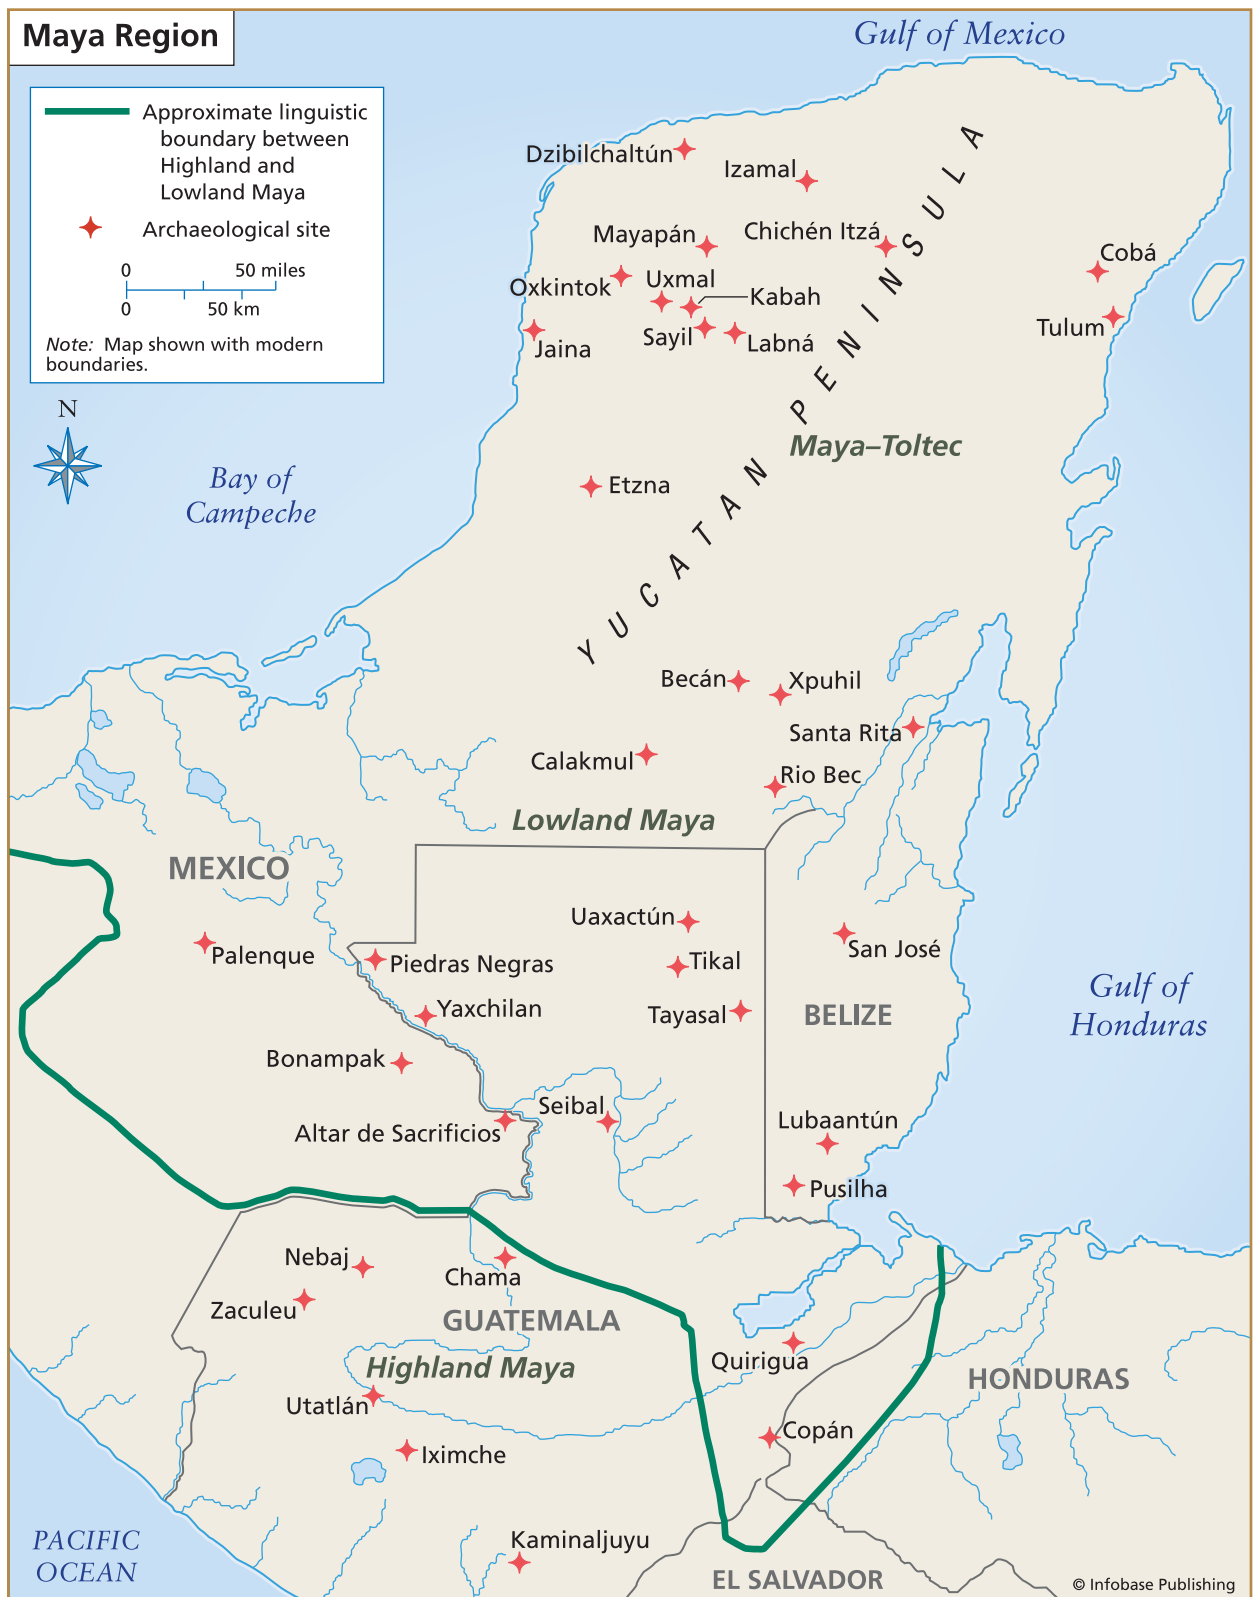 Maya Region
Gulf of Mexico
Approximate linguistic
boundary between
Highland and
Lowland Maya
Archaeological site
0 50 miles
0 50 km
Note: Map shown with modern
boundaries.
N
Dzibilchaltún
Izamal
Mayapán
Chichén Itzá
Cobá
Oxkintok
Uxmal
Kabah
Tulum
Jaina
Sayil
Labná
YUCATAN PENINSULA
Maya–Toltec
Bay of
Campeche
Etzna
Becán
Xpuhil
Santa Rita
Calakmul
Rio Bec
Lowland Maya
MEXICO
Uaxactún
San José
Palenque
Piedras Negras
Tikal
Yaxchilan
Tayasal
BELIZE
Gulf of
Honduras
Bonampak
Seibal
Altar de Sacrificios
Lubaantún
Pusilha
Nebaj
Chama
Zaculeu
GUATEMALA
Quirigua
Highland Maya
HONDURAS
Utatlán
Copán
Iximche
PACIFIC
OCEAN
Kaminaljuyu
EL SALVADOR
© Infobase Publishing